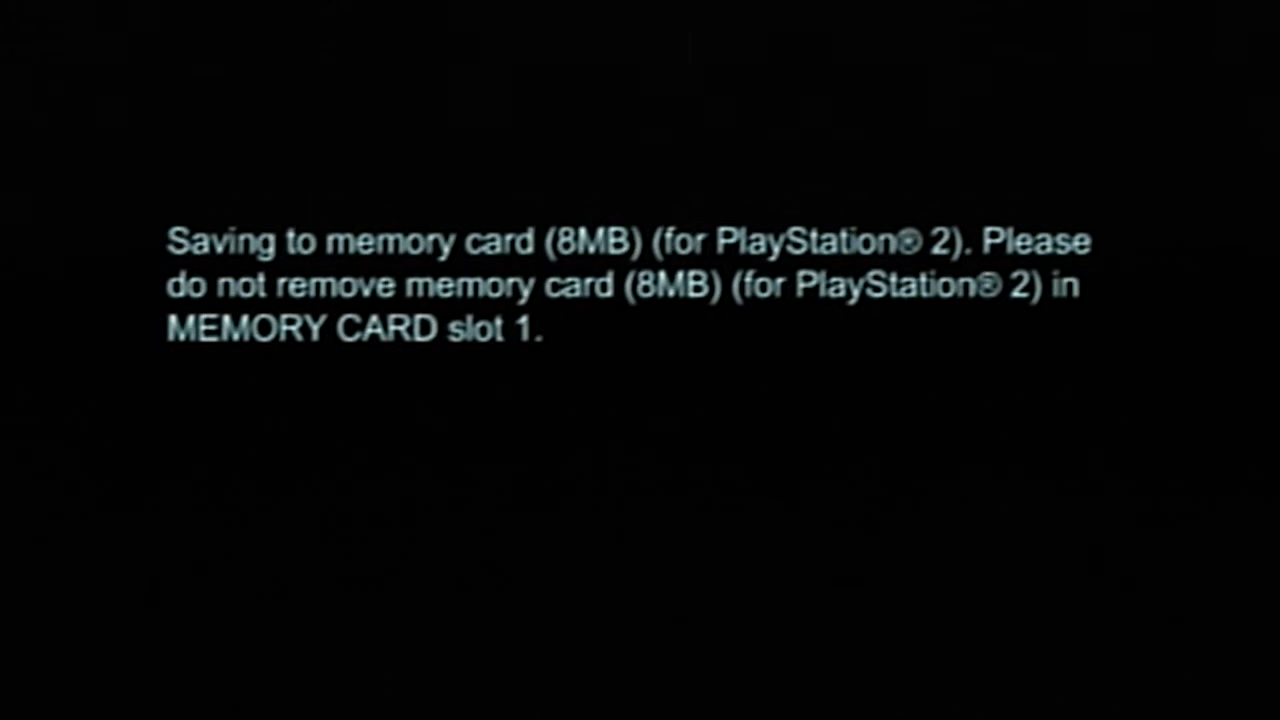 Saving to memory card (8MB) (for PlayStation® 2). Please
do not remove memory card (8MB) (for PlayStation® 2) in
MEMORY CARD slot 1.